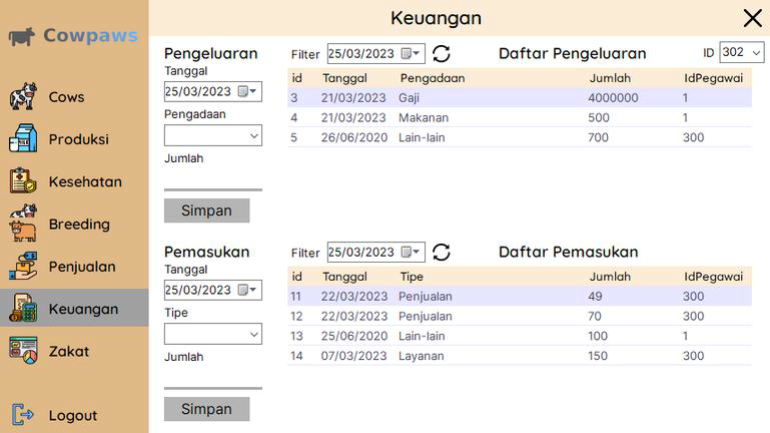 Keuangan
Cowpaws
Cows
Produksi
Kesehatan
Breeding
Penjualan
Keuangan
Zakat
Logout
Pengeluaran
Tanggal
25/03/2023
Pengadaan
Jumlah
Simpan
Filter 25/03/2023 Daftar Pengeluaran ID 302
id Tanggal Pengadaan Jumlah IdPegawai
3 21/03/2023 Gaji 4000000 1
4 21/03/2023 Makanan 500 1
5 26/06/2020 Lain-lain 700 300
Pemasukan
Tanggal
25/03/2023
Tipe
Jumlah
Simpan
Filter 25/03/2023 Daftar Pemasukan
id Tanggal Tipe Jumlah IdPegawai
11 22/03/2023 Penjualan 49 300
12 22/03/2023 Penjualan 70 300
13 25/06/2020 Lain-lain 100 1
14 07/03/2023 Layanan 150 300